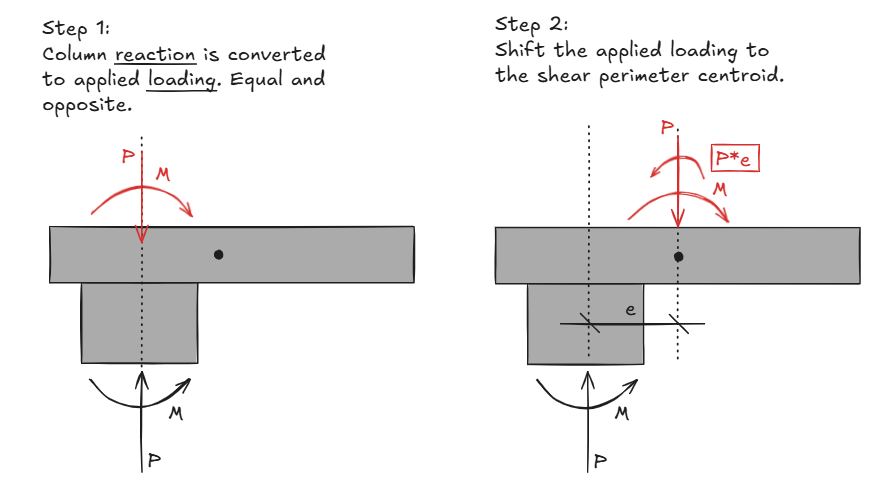 Step 1:
Column reaction is converted
to applied loading. Equal and
opposite.
P
M
M
P
Step 2:
Shift the applied loading to
the shear perimeter centroid.
P
P*e
M
e
M
P